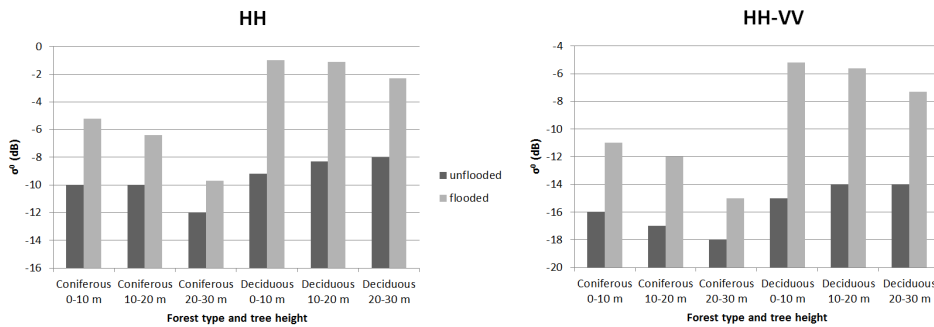 HH
0
-2
-4
-6
-8
-10
-12
-14
-16
σ⁰ (dB)
Coniferous 0-10 m
Coniferous 10-20 m
Coniferous 20-30 m
Deciduous 0-10 m
Deciduous 10-20 m
Deciduous 20-30 m
Forest type and tree height
unflooded
flooded
HH-VV
-4
-6
-8
-10
-12
-14
-16
-18
-20
σ⁰ (dB)
Coniferous 0-10 m
Coniferous 10-20 m
Coniferous 20-30 m
Deciduous 0-10 m
Deciduous 10-20 m
Deciduous 20-30 m
Forest type and tree height